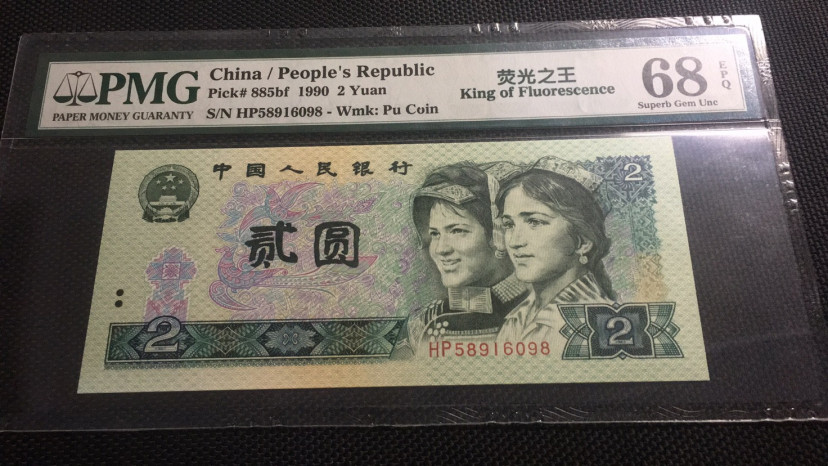 PMG
PAPER MONEY GUARANTY
China / People's Republic
Pick# 885bf 1990 2 Yuan
S/N HP58916098 - Wmk: Pu Coin
荧光之王
King of Fluorescence
68 EPQ
Superb Gem Unc
中国人民银行
2
贰圆
2
HP58916098
2